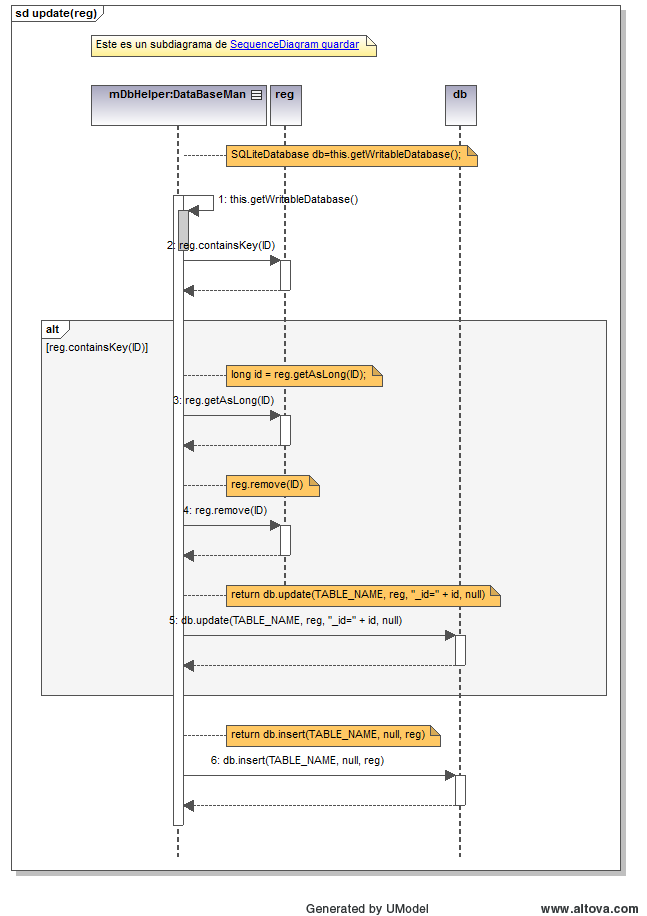 sd update(reg)
Este es un subdiagrama de SequenceDiagram guardar
mDbHelper:DataBaseMan
reg
db
SQLiteDatabase db=this.getWritableDatabase();
1: this.getWritableDatabase()
2: reg.containsKey(ID)
alt
[reg.containsKey(ID)]
long id = reg.getAsLong(ID);
3: reg.getAsLong(ID)
reg.remove(ID)
4: reg.remove(ID)
return db.update(TABLE_NAME, reg, "_id=" + id, null)
5: db.update(TABLE_NAME, reg, "_id=" + id, null)
return db.insert(TABLE_NAME, null, reg)
6: db.insert(TABLE_NAME, null, reg)
Generated by UModel
www.altova.com